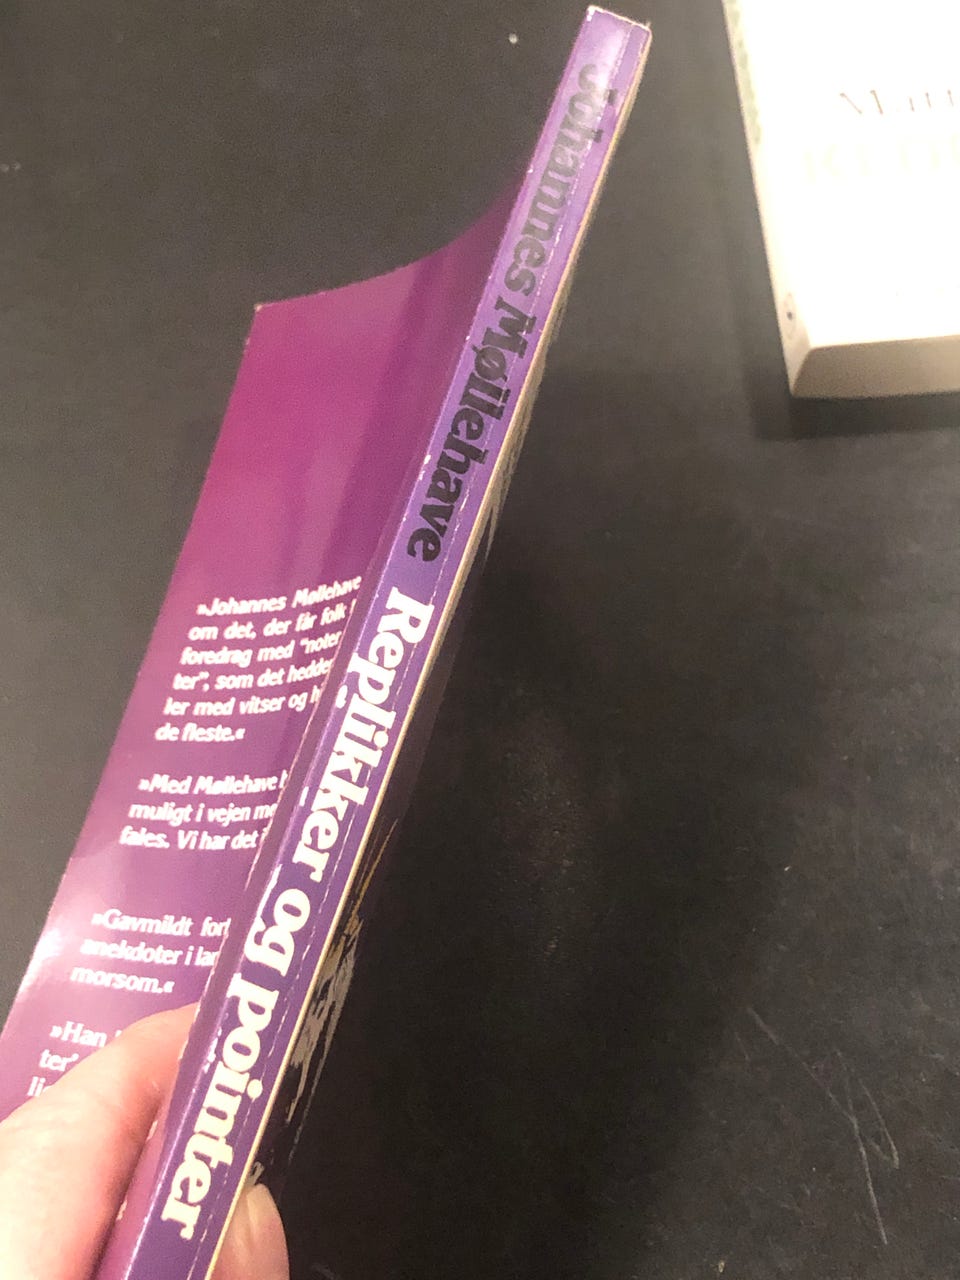 Johannes Møllehave Replikker og pointer
»Johannes Møllehave
om det, der får folk
foredrag med "noter
ter", som det hedder
ler med vitser og
de fleste.«
»Med Møllehave
muligt i vejen
fales. Vi har det
»Gavmildt
anekdoter i
morsom.«
»Han
ter'